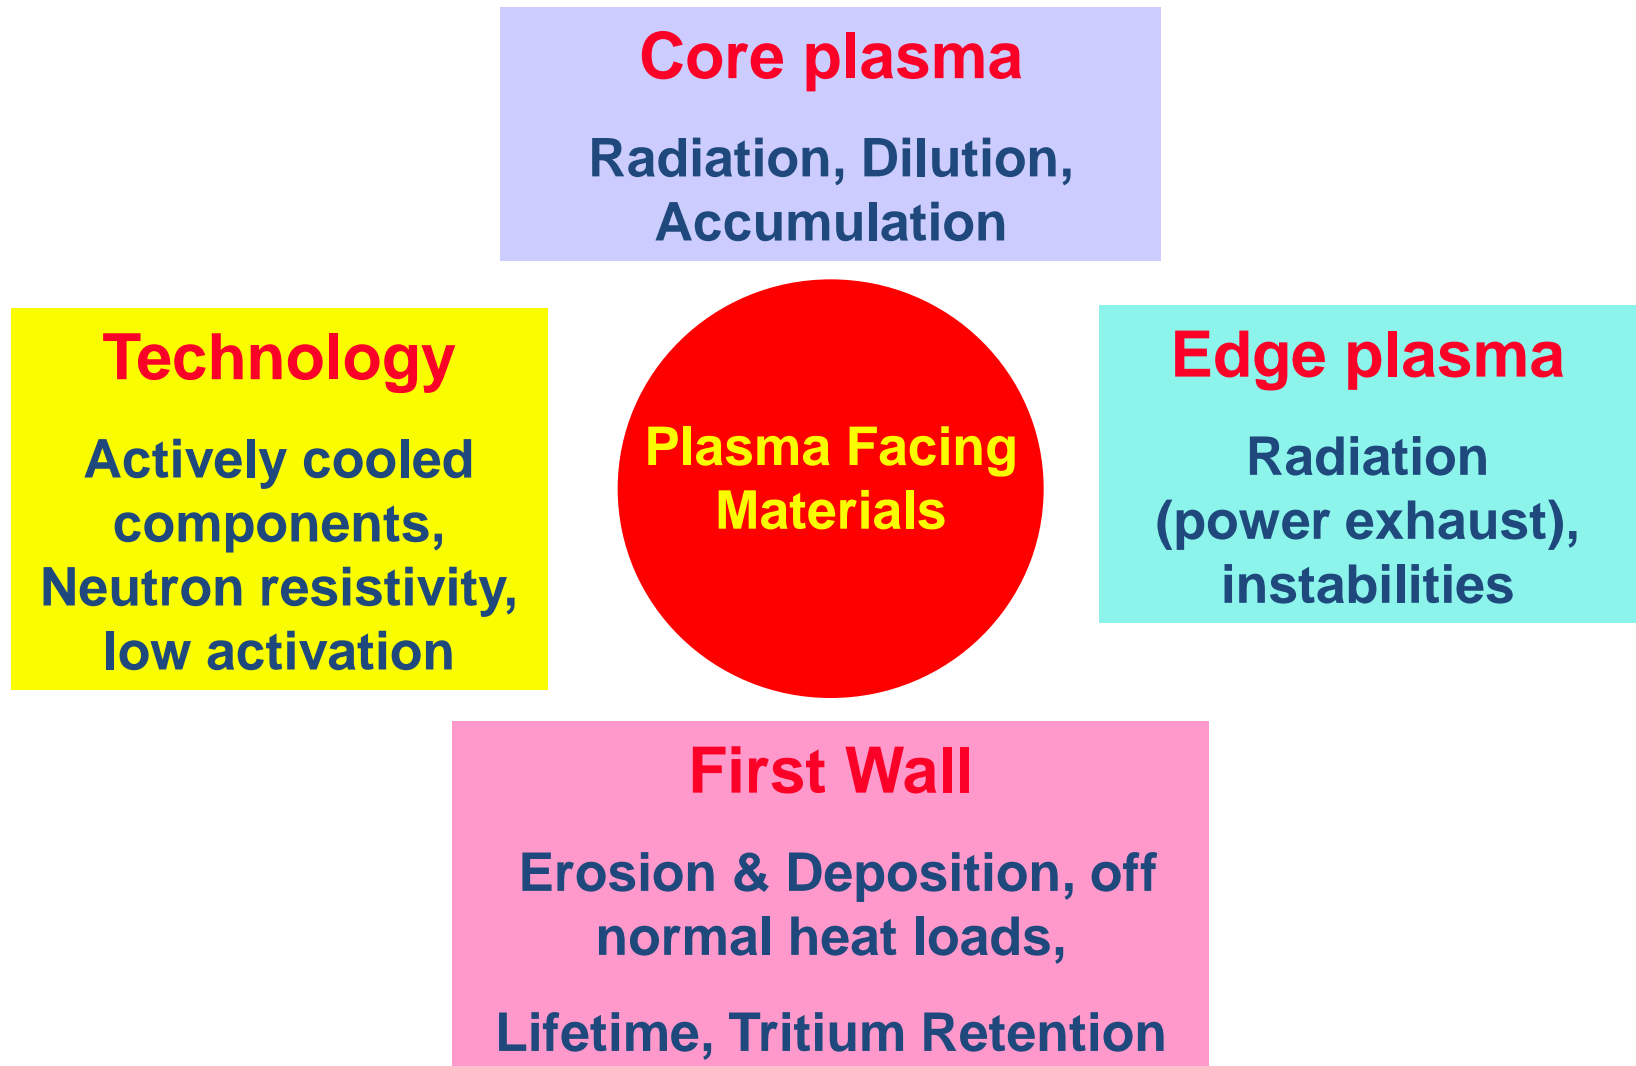 Core plasma
Radiation, Dilution,
Accumulation
Technology
Actively cooled
components,
Neutron resistivity,
low activation
Plasma Facing
Materials
Edge plasma
Radiation
(power exhaust),
instabilities
First Wall
Erosion & Deposition, off
normal heat loads,
Lifetime, Tritium Retention